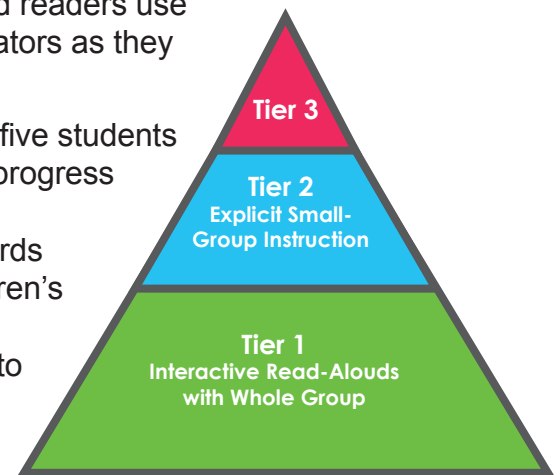 d readers use
ators as they
five students
progress
rds
ren's
to
Tier 3
Tier 2
Explicit Small-
Group Instruction
Tier 1
Interactive Read-Alouds
with Whole Group